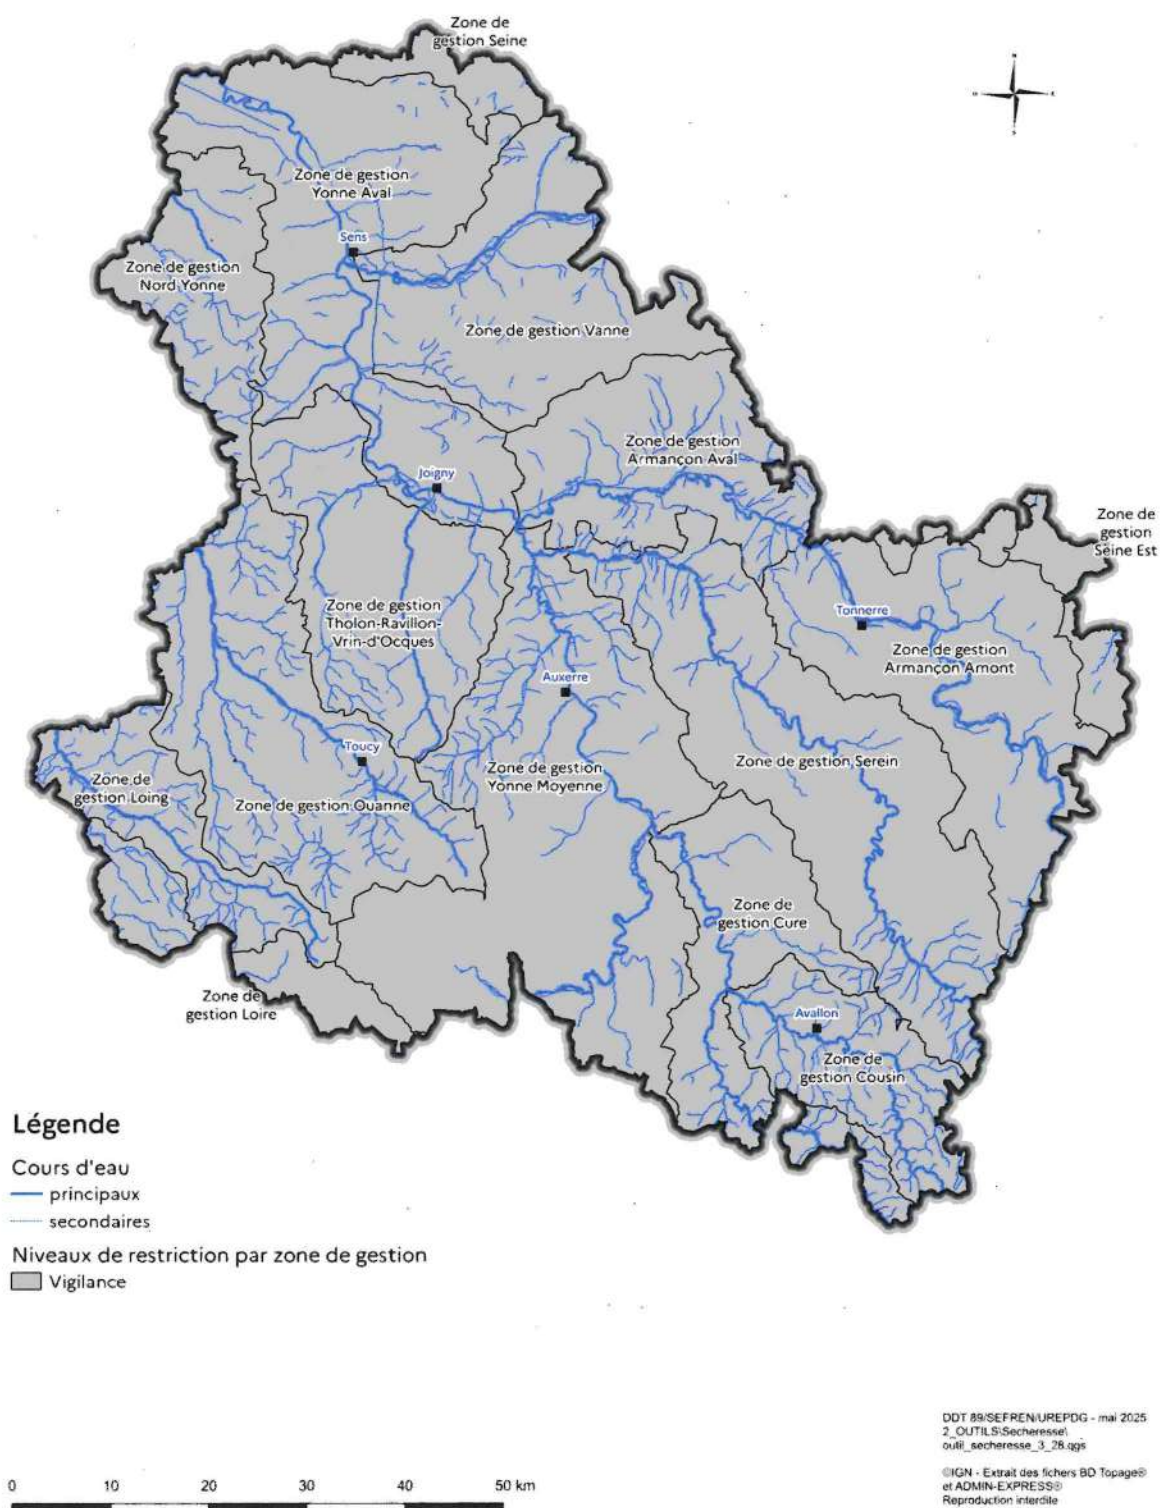 Zone de
gestion Seine
Zone de gestion
Yonne Aval
Sens
Zone de gestion
Nord Yonne
Zone de gestion Vanne
Zone de gestion
Armançon Aval
Joigny
Zone de
gestion
Seine Est
Zone de gestion
Tholon-Ravillon-
Vrin-d'Ocques
Tonnerre
Zone de gestion
Armançon Amont
Auxerre
Toucy
Zone de gestion
Yonne Moyenne
Zone de gestion Serein
Zone de
gestion Loing
Zone de gestion Ouanne
Zone de
gestion Cure
Zone de
gestion Loire
Avallon
Zone de
gestion Cousin
Légende
Cours d'eau
principaux
secondaires
Niveaux de restriction par zone de gestion
Vigilance
DDT 89/SEFREN/UREPDG - mai 2025
2_OUTILS\Secheresse\
outil_secheresse_3_28.qgs
©IGN - Extrait des fichiers BD Topage®
et ADMIN-EXPRESS®
Reproduction interdite
0 10 20 30 40 50 km